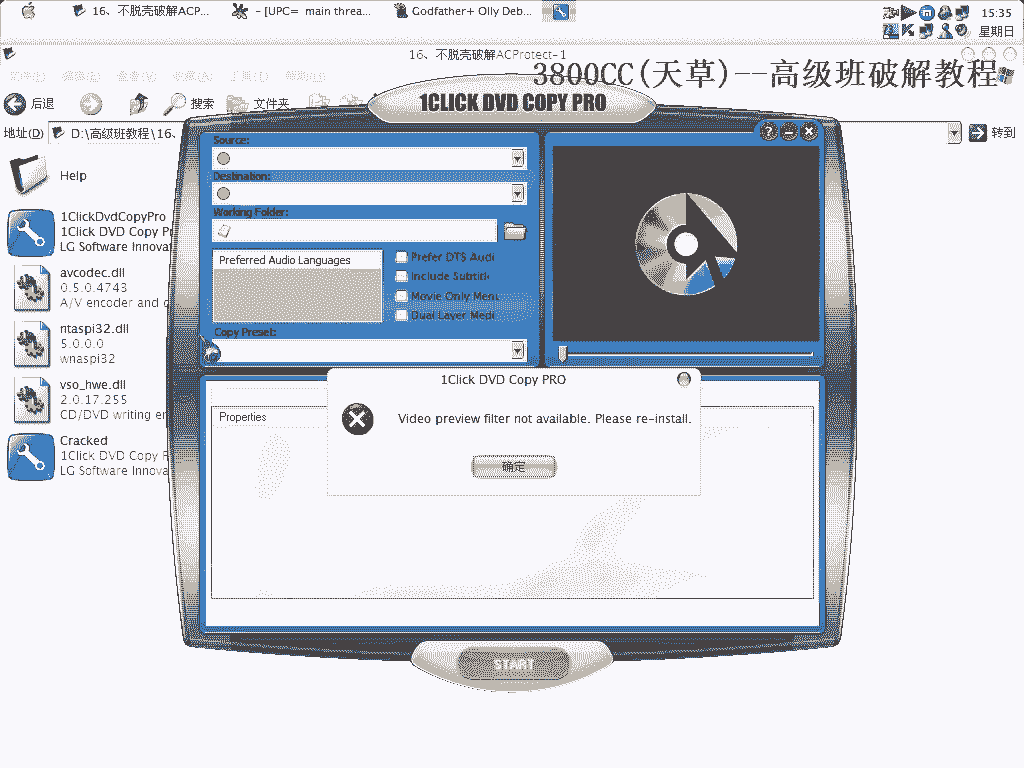 16、不脱壳破解ACP...
- [UPC= main threa...
Godfather+ Olly Deb...
15:35
星期日
16、不脱壳破解ACProtect-1
3800CC(天草)--高级班破解教程
后退
搜索
文件夹
地址(D)
D:\高级班教程\16、
转到
Help
1ClickDvdCopyPro
1Click DVD Copy P
LG Software Innova
avcodec.dll
0.5.0.4743
A/V encoder and d
ntaspi32.dll
5.0.0.0
wnaspi32
vso_hwe.dll
2.0.17.255
CD/DVD writing en
Cracked
1Click DVD Copy P
LG Software Innova
1CLICK DVD COPY PRO
Source:
Destination:
Working Folder:
Preferred Audio Languages
Prefer DTS Audi
Include Subtitl
Movie Only Menu
Dual Layer Medi
Copy Preset:
Properties
1Click DVD Copy PRO
Video preview filter not available. Please re-install.
确定
START